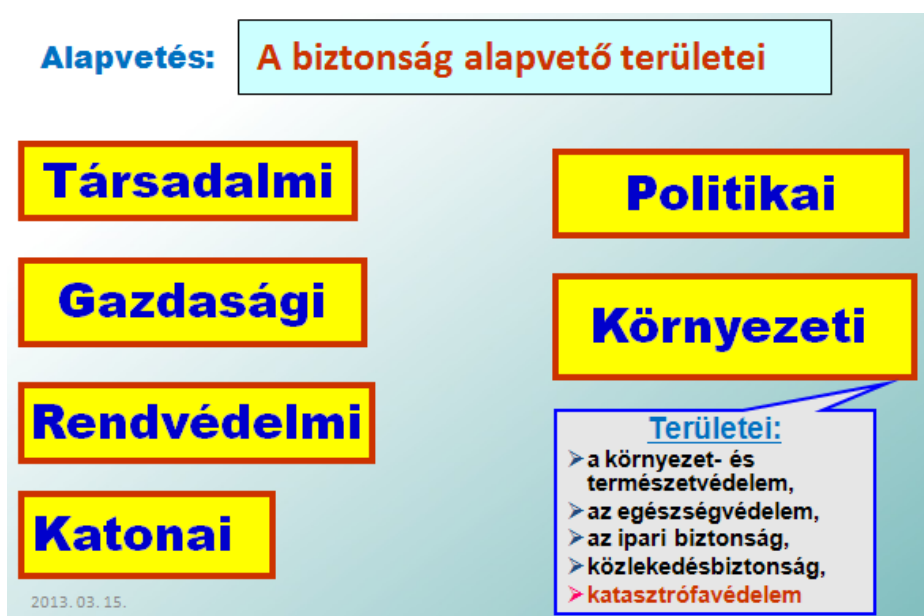 Alapvetés:
A biztonság alapvető területei
Társadalmi
Gazdasági
Rendvédelmi
Katonai
Politikai
Környezeti
Területei:
a környezet- és
természetvédelem,
az egészségvédelem,
az ipari biztonság,
közlekedésbiztonság,
katasztrófavédelem
2013. 03. 15.